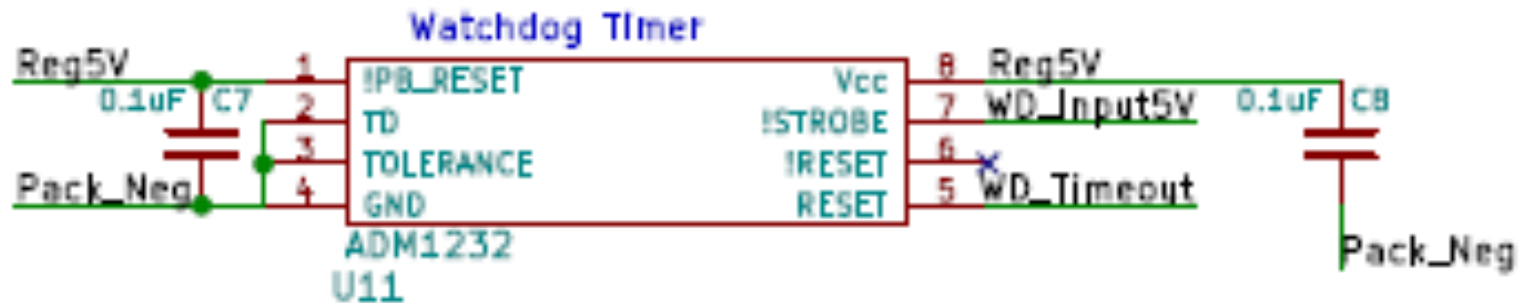 Watchdog Timer
Reg5V
0.1uF C7
Pack_Neg
1
2
3
4
!PB_RESET
TD
TOLERANCE
GND
Vcc
!STROBE
!RESET
RESET
8
7
6
5
Reg5V
WD_Input5V
WD_Timeout
0.1uF C8
Pack_Neg
ADM1232
U11